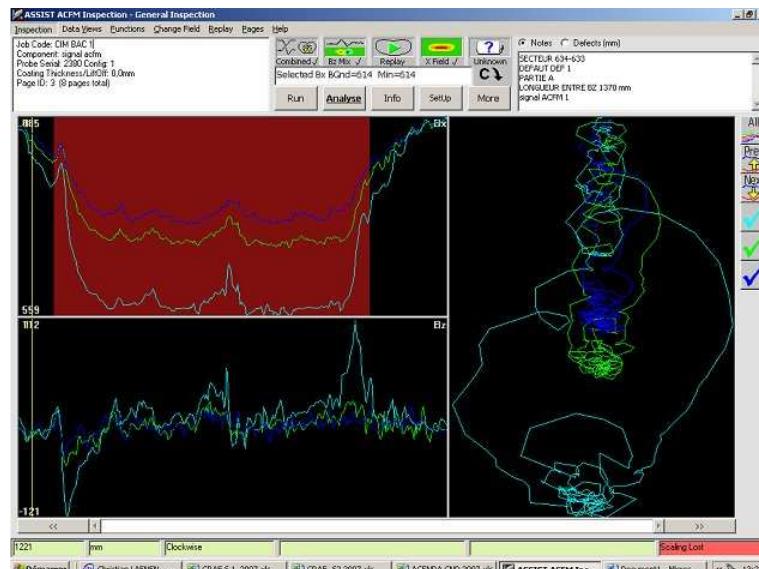 ASSIST ACFM Inspection - General Inspection
Inspection Data Views Functions Change Field Replay Pages Help
Job Code: CIM BAC 1
Component: signal acfm
Probe Serial: 2380 Config: 1
Coating Thickness/LiftOff: 0,0mm
Page ID: 3 (8 pages total)
Combined √ Bz Mix √ Replay X Field √ Unknown
Selected Bx BGnd=614 Min=614
C
Run Analyse Info SetUp More
Notes Defects (mm)
SECTEUR 634-633
DEFAUT DEF 1
PARTIE A
LONGUEUR ENTRE BZ 1370 mm
signal ACFM 1
All
Prev
Next
Bx
559
Bz
-121
<< >>
1221 mm Clockwise Scaling Lost
Démarrer